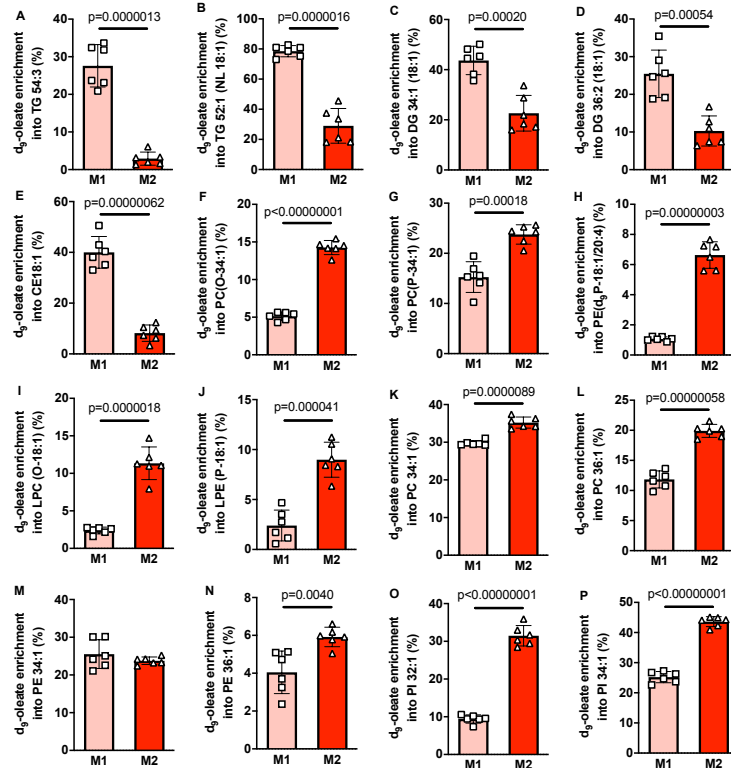 A
p=0.0000013
d9-oleate enrichment
into TG 54:3 (%)
40
30
20
10
0
M1 M2
B
p=0.0000016
d9-oleate enrichment
into TG 52:1 (NL 18:1) (%)
100
80
60
40
20
0
M1 M2
C
p=0.00020
d9-oleate enrichment
into DG 34:1 (18:1) (%)
60
40
20
0
M1 M2
D
p=0.00054
d9-oleate enrichment
into DG 36:2 (18:1) (%)
40
30
20
10
0
M1 M2
E
p=0.00000062
d9-oleate enrichment
into CE18:1 (%)
60
40
20
0
M1 M2
F
p<0.00000001
d9-oleate enrichment
into PC(O-34:1) (%)
20
15
10
5
0
M1 M2
G
p=0.00018
d9-oleate enrichment
into PC(P-34:1) (%)
30
20
10
0
M1 M2
H
p=0.00000003
d9-oleate enrichment
into PE(d9P-18:1/20:4) (%)
10
8
6
4
2
0
M1 M2
I
p=0.0000018
d9-oleate enrichment
into LPC (O-18:1) (%)
20
15
10
5
0
M1 M2
J
p=0.000041
d9-oleate enrichment
into LPE (P-18:1) (%)
15
10
5
0
M1 M2
K
p=0.0000089
d9-oleate enrichment
into PC 34:1 (%)
40
30
20
10
0
M1 M2
L
p=0.00000058
d9-oleate enrichment
into PC 36:1 (%)
25
20
15
10
5
0
M1 M2
M
d9-oleate enrichment
into PE 34:1 (%)
40
30
20
10
0
M1 M2
N
p=0.0040
d9-oleate enrichment
into PE 36:1 (%)
8
6
4
2
0
M1 M2
O
p<0.00000001
d9-oleate enrichment
into PI 32:1 (%)
40
30
20
10
0
M1 M2
P
p<0.00000001
d9-oleate enrichment
into PI 34:1 (%)
50
40
30
20
10
0
M1 M2